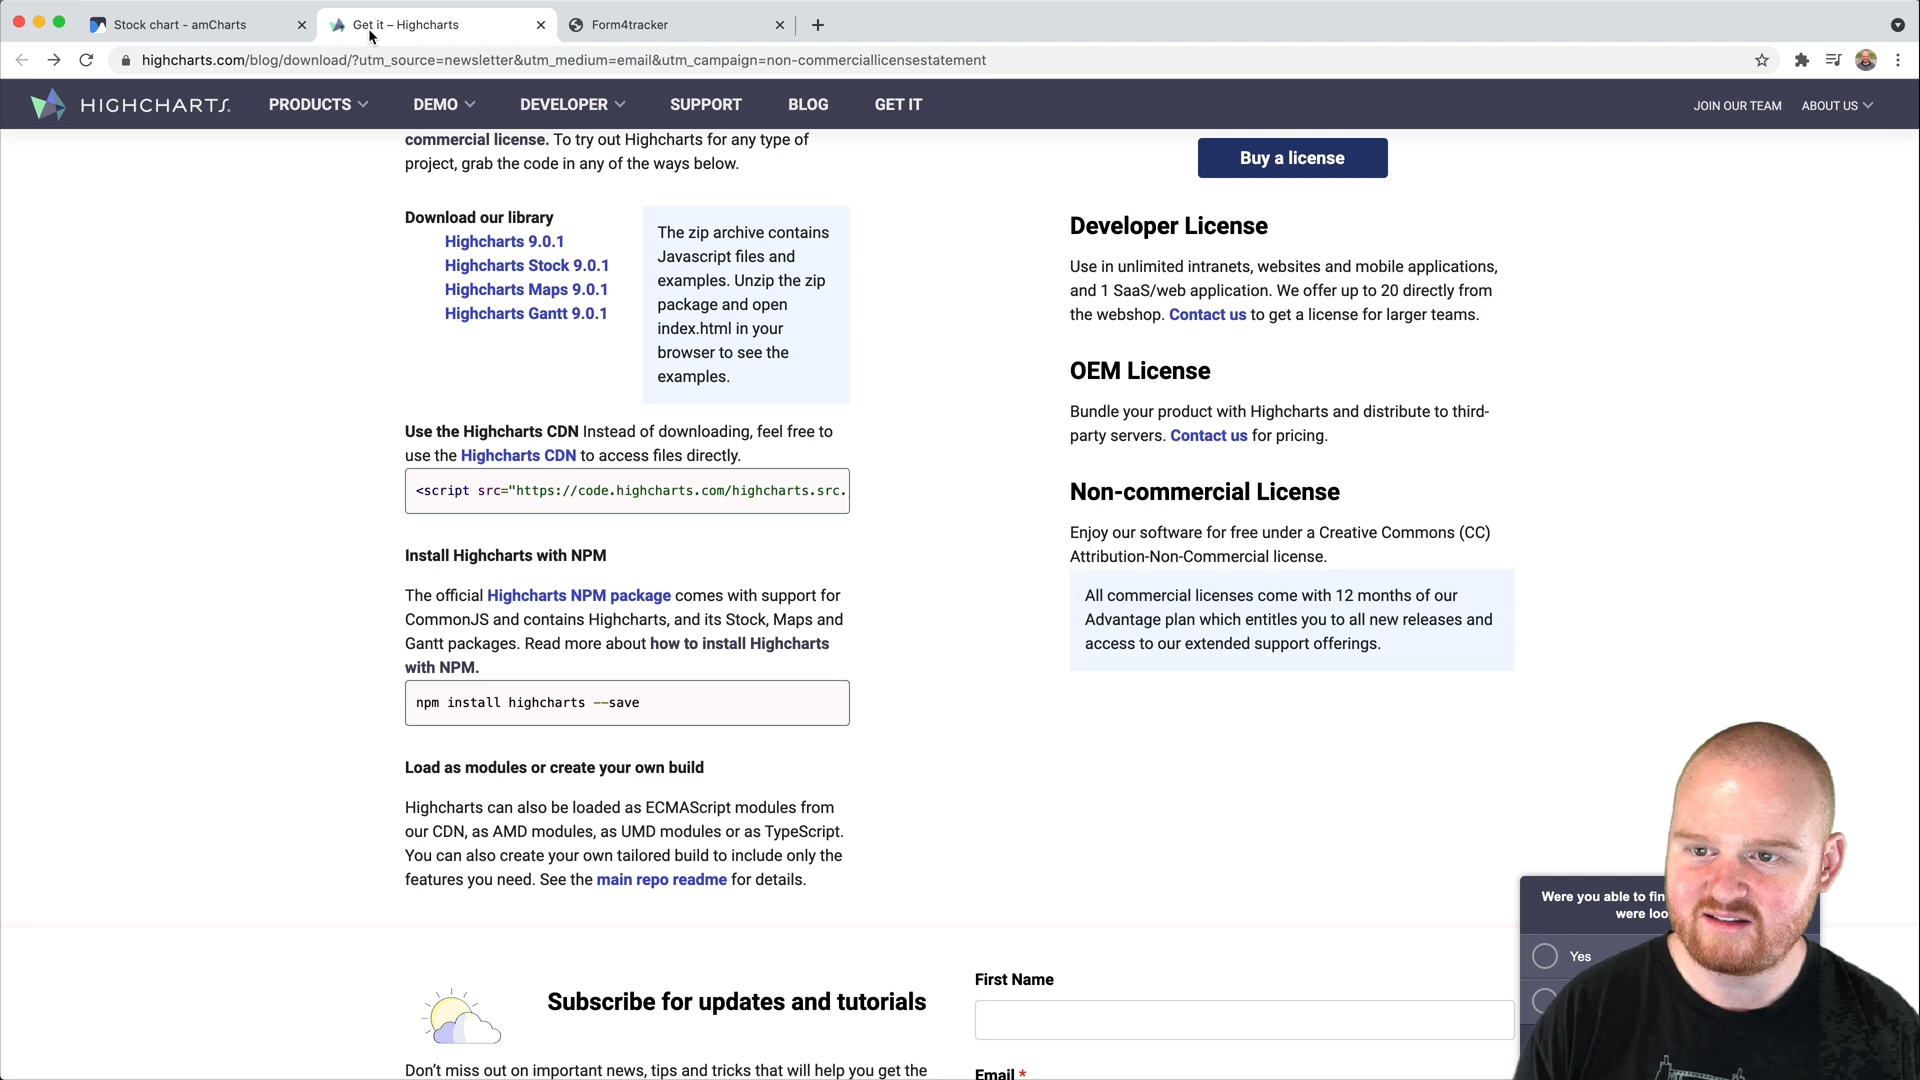 Stock chart - amCharts
Get it – Highcharts
Form4tracker
highcharts.com/blog/download/?utm_source=newsletter&utm_medium=email&utm_campaign=non-commerciallicensestatement
HIGHCHARTS.
PRODUCTS
DEMO
DEVELOPER
SUPPORT
BLOG
GET IT
JOIN OUR TEAM
ABOUT US
commercial license. To try out Highcharts for any type of
project, grab the code in any of the ways below.
Download our library
Highcharts 9.0.1
Highcharts Stock 9.0.1
Highcharts Maps 9.0.1
Highcharts Gantt 9.0.1
The zip archive contains
Javascript files and
examples. Unzip the zip
package and open
index.html in your
browser to see the
examples.
Use the Highcharts CDN Instead of downloading, feel free to
use the Highcharts CDN to access files directly.
<script src="https://code.highcharts.com/highcharts.src.
Install Highcharts with NPM
The official Highcharts NPM package comes with support for
CommonJS and contains Highcharts, and its Stock, Maps and
Gantt packages. Read more about how to install Highcharts
with NPM.
npm install highcharts --save
Load as modules or create your own build
Highcharts can also be loaded as ECMAScript modules from
our CDN, as AMD modules, as UMD modules or as TypeScript.
You can also create your own tailored build to include only the
features you need. See the main repo readme for details.
Buy a license
Developer License
Use in unlimited intranets, websites and mobile applications,
and 1 SaaS/web application. We offer up to 20 directly from
the webshop. Contact us to get a license for larger teams.
OEM License
Bundle your product with Highcharts and distribute to third-
party servers. Contact us for pricing.
Non-commercial License
Enjoy our software for free under a Creative Commons (CC)
Attribution-Non-Commercial license.
All commercial licenses come with 12 months of our
Advantage plan which entitles you to all new releases and
access to our extended support offerings.
Were you able to fin
were loo
Yes
Subscribe for updates and tutorials
Don't miss out on important news, tips and tricks that will help you get the
First Name
Email *